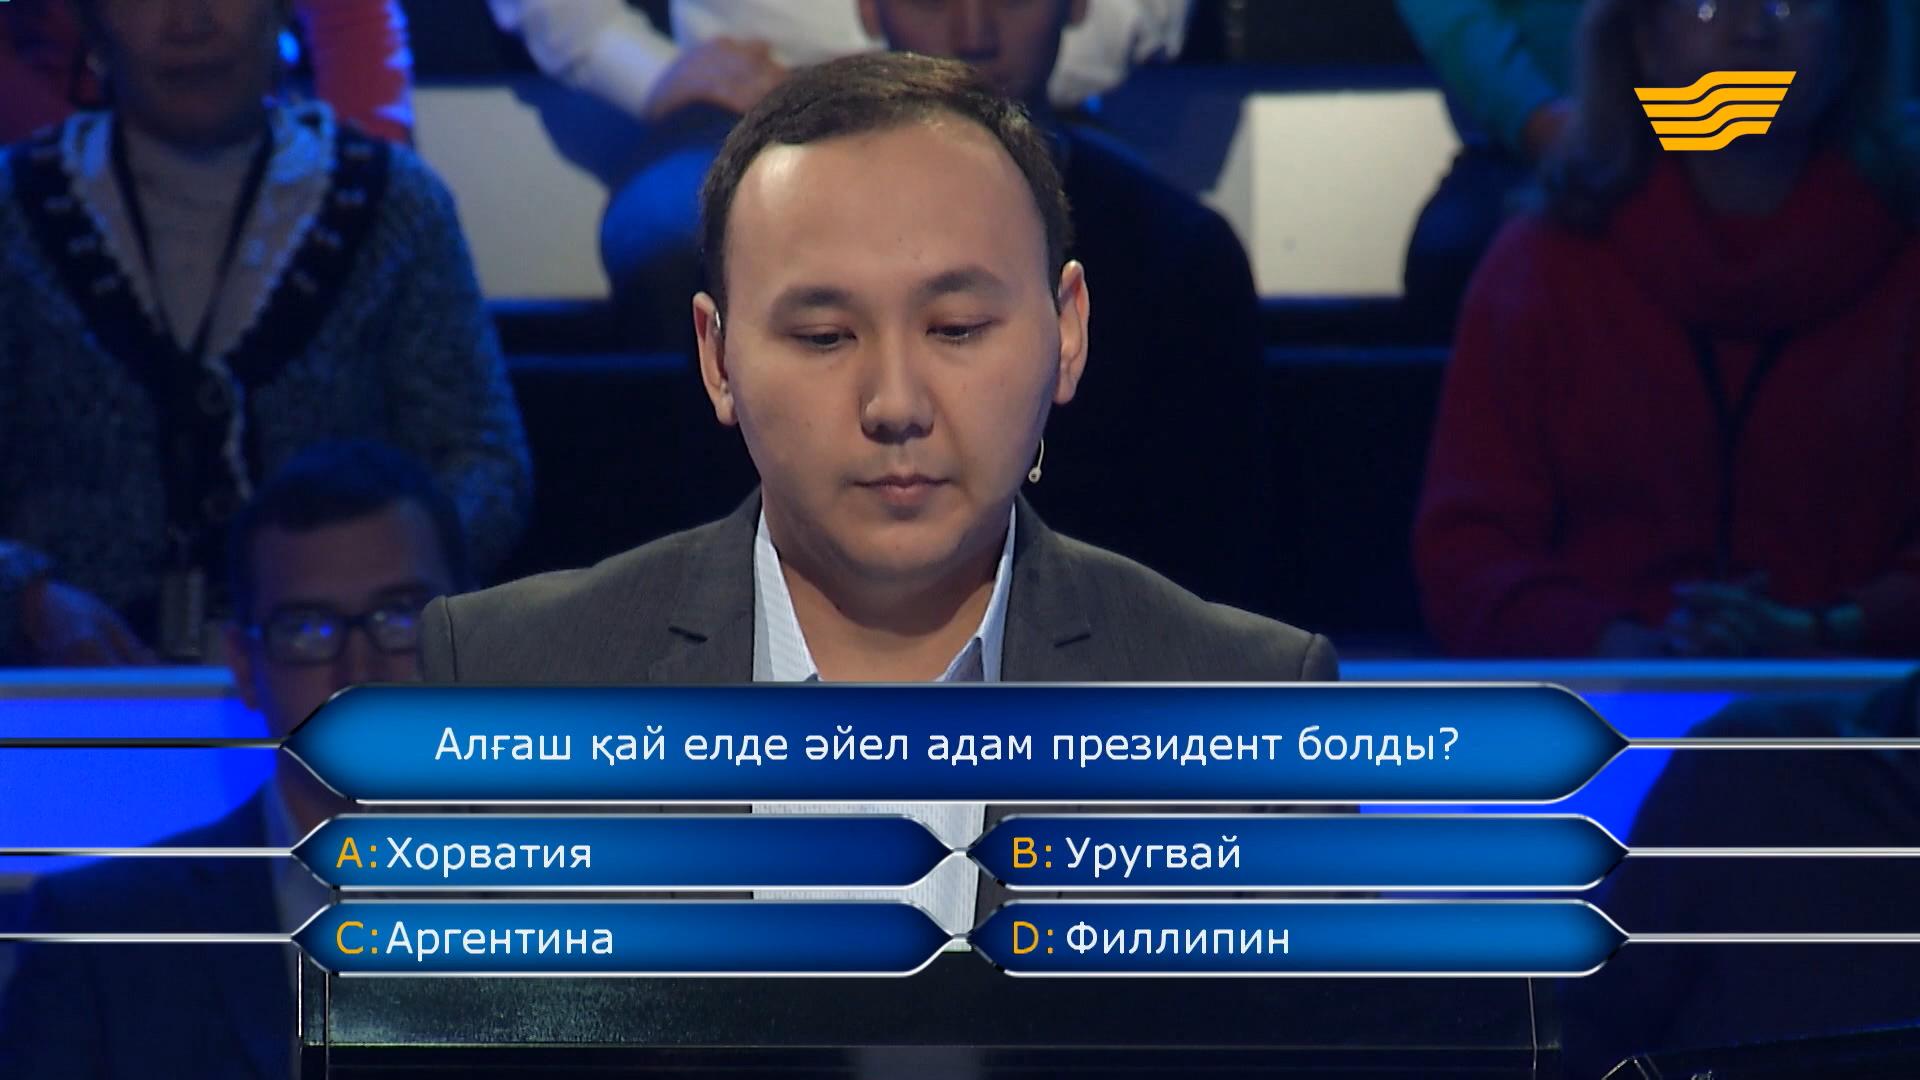 Алғаш қай елде әйел адам президент болды?
A: Хорватия
B: Уругвай
C: Аргентина
D: Филлипин